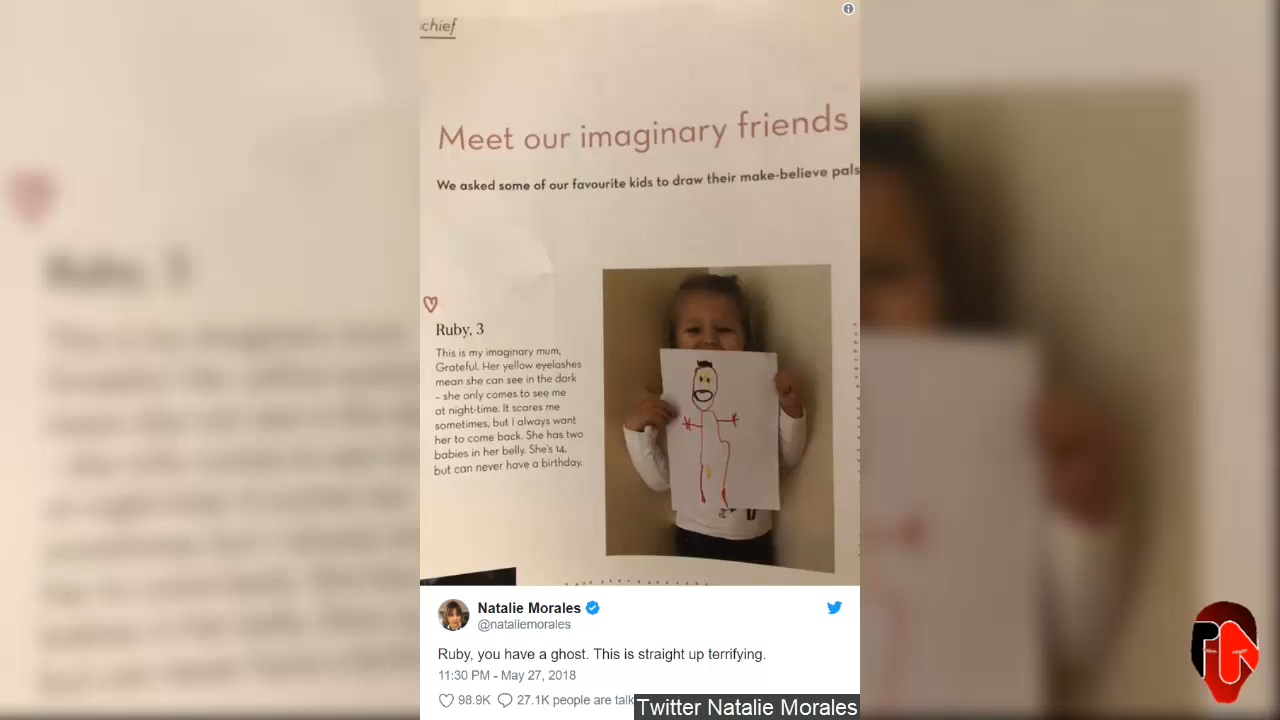 chief
Meet our imaginary friends
We asked some of our favourite kids to draw their make-believe pals
Ruby, 3
This is my imaginary mum,
Grateful. Her yellow eyelashes
mean she can see in the dark
– she only comes to see me
at night-time. It scares me
sometimes, but I always want
her to come back. She has two
babies in her belly. She's 14,
but can never have a birthday.
Natalie Morales
@nataliemorales
Ruby, you have a ghost. This is straight up terrifying.
11:30 PM - May 27, 2018
98.9K 27.1K people are talk
Twitter Natalie Morales